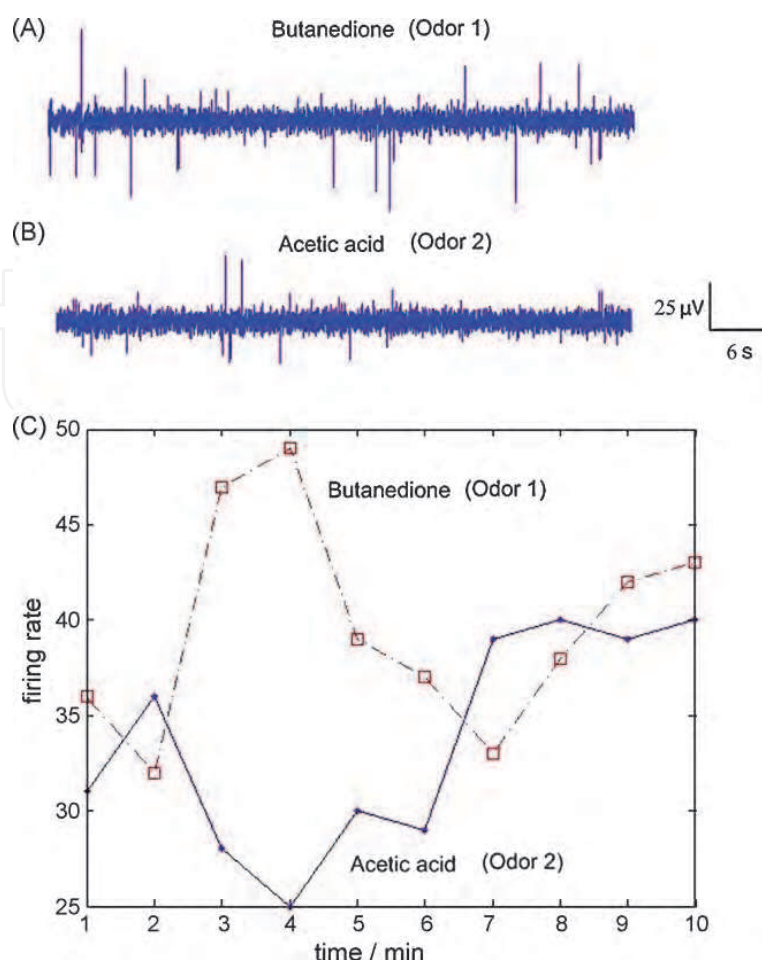 (A)
Butanedione (Odor 1)
(B)
Acetic acid (Odor 2)
25 μV
6 s
(C)
50
45
40
35
30
25
firing rate
Butanedione (Odor 1)
Acetic acid (Odor 2)
1 2 3 4 5 6 7 8 9 10
time / min